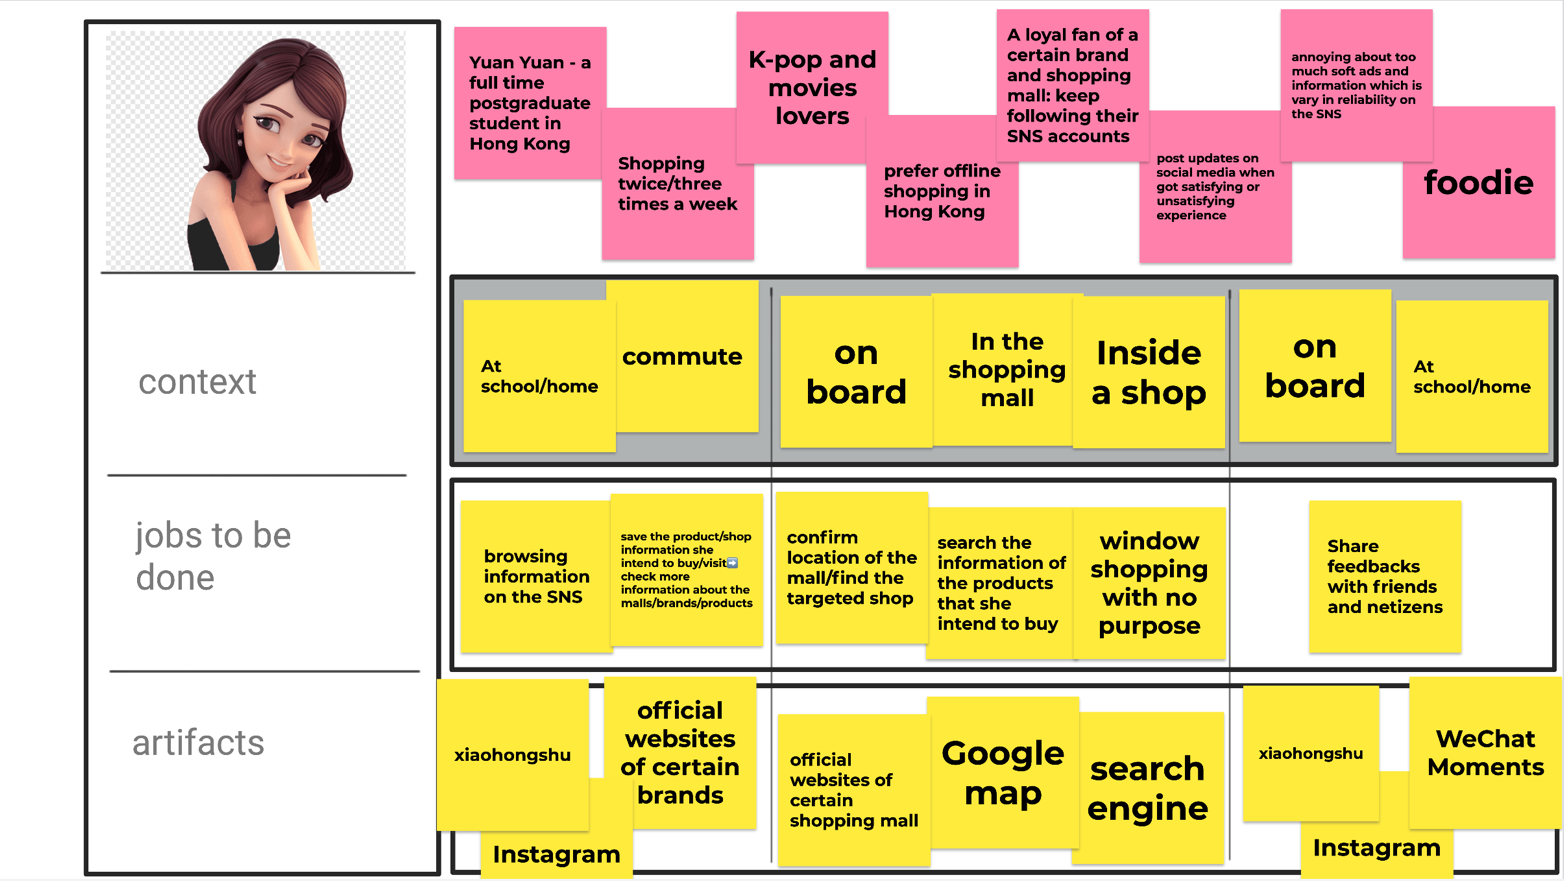 Yuan Yuan - a
full time
postgraduate
student in
Hong Kong
Shopping
twice/three
times a week
K-pop and
movies
lovers
prefer offline
shopping in
Hong Kong
A loyal fan of a
certain brand
and shopping
mall: keep
following their
SNS accounts
post updates on
social media when
got satisfying or
unsatisfying
experience
annoying about too
much soft ads and
information which is
vary in reliability on
the SNS
foodie
context
At
school/home
commute
on
board
In the
shopping
mall
Inside
a shop
on
board
At
school/home
jobs to be
done
browsing
information
on the SNS
save the product/shop
information she
intend to buy/visit➡️
check more
information about the
malls/brands/products
confirm
location of the
mall/find the
targeted shop
search the
information of
the products
that she
intend to buy
window
shopping
with no
purpose
Share
feedbacks
with friends
and netizens
artifacts
xiaohongshu
Instagram
official
websites
of certain
brands
official
websites of
certain
shopping mall
Google
map
search
engine
xiaohongshu
Instagram
WeChat
Moments